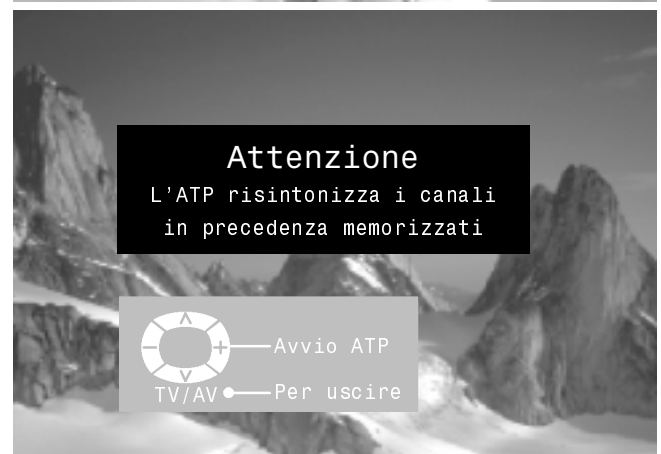 Attenzione
L'ATP risintonizza i canali
in precedenza memorizzati
Avvio ATP
TV/AV Per uscire